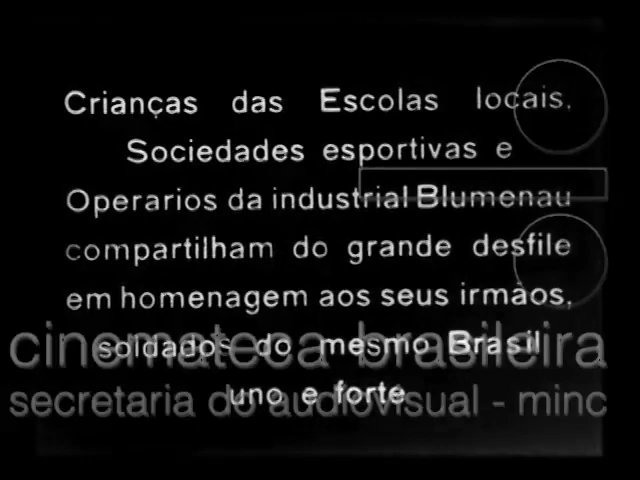 Crianças das Escolas locais,
Sociedades esportivas e
Operarios da industrial Blumenau
compartilham do grande desfile
em homenagem aos seus irmãos,
soldados do mesmo Brasil
uno e forte
cinemateca brasileira
secretaria do audiovisual - minc